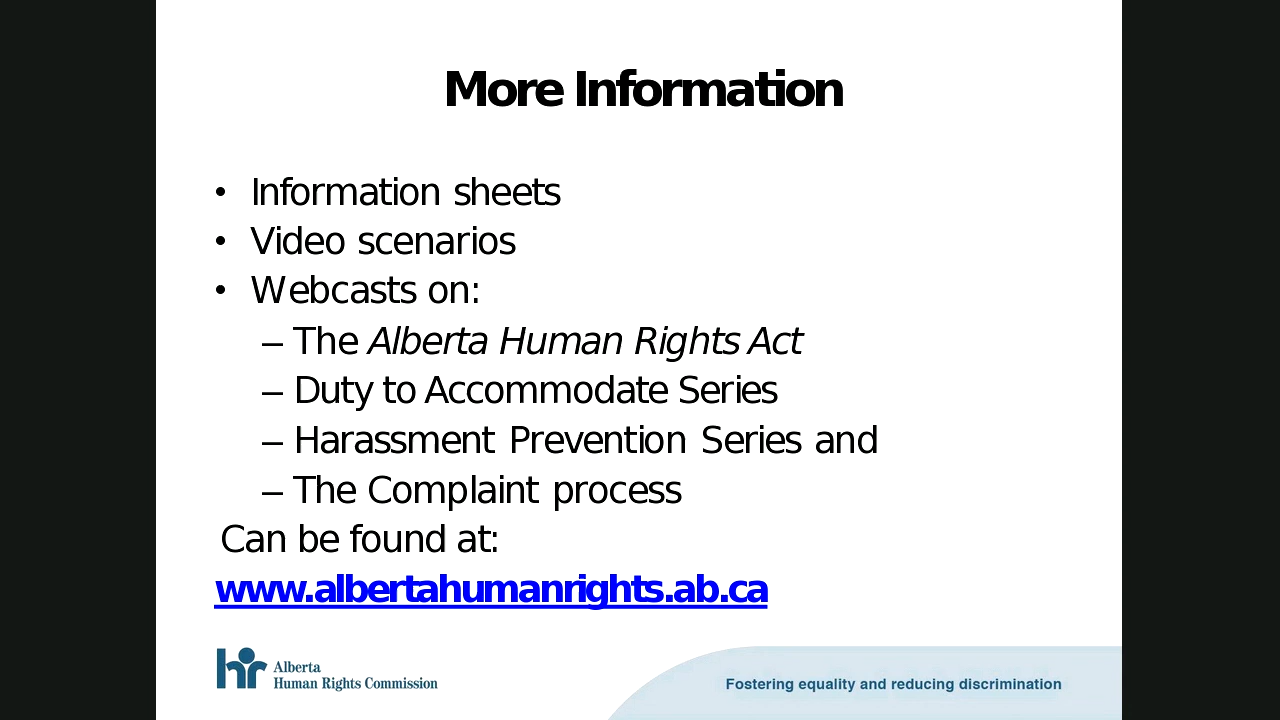 More Information
• Information sheets
• Video scenarios
• Webcasts on:
– The Alberta Human Rights Act
– Duty to Accommodate Series
– Harassment Prevention Series and
– The Complaint process
Can be found at:
www.albertahumanrights.ab.ca
hr Alberta
Human Rights Commission
Fostering equality and reducing discrimination